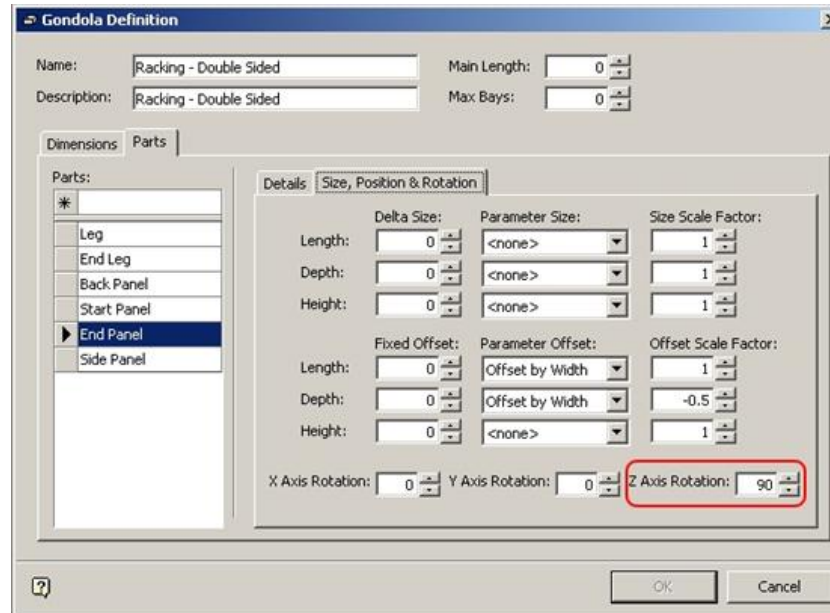 Gondola Definition
Name: Racking - Double Sided Main Length: 0
Description: Racking - Double Sided Max Bays: 0
Dimensions Parts
Parts:
Details Size, Position & Rotation
Delta Size: Parameter Size: Size Scale Factor:
Leg
Length: 0 <none> 1
End Leg
Depth: 0 <none> 1
Back Panel
Height: 0 <none> 1
Start Panel
End Panel
Fixed Offset: Parameter Offset: Offset Scale Factor:
Side Panel
Length: 0 Offset by Width 1
Depth: 0 Offset by Width -0.5
Height: 0 <none> 1
X Axis Rotation: 0 Y Axis Rotation: 0 Z Axis Rotation: 90
OK Cancel